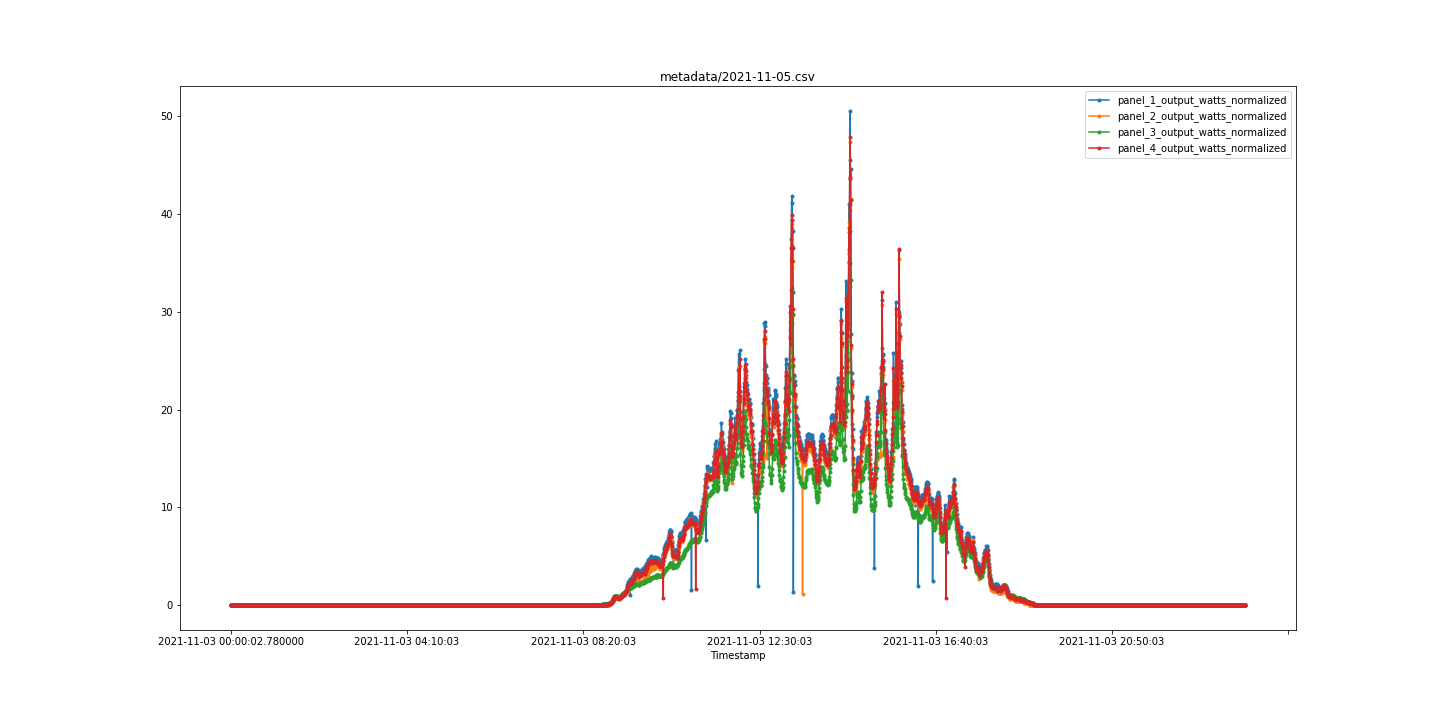 metadata/2021-11-05.csv
panel_1_output_watts_normalized
panel_2_output_watts_normalized
panel_3_output_watts_normalized
panel_4_output_watts_normalized
50
40
30
20
10
0
2021-11-03 00:00:02.780000
2021-11-03 04:10:03
2021-11-03 08:20:03
2021-11-03 12:30:03
2021-11-03 16:40:03
2021-11-03 20:50:03
Timestamp